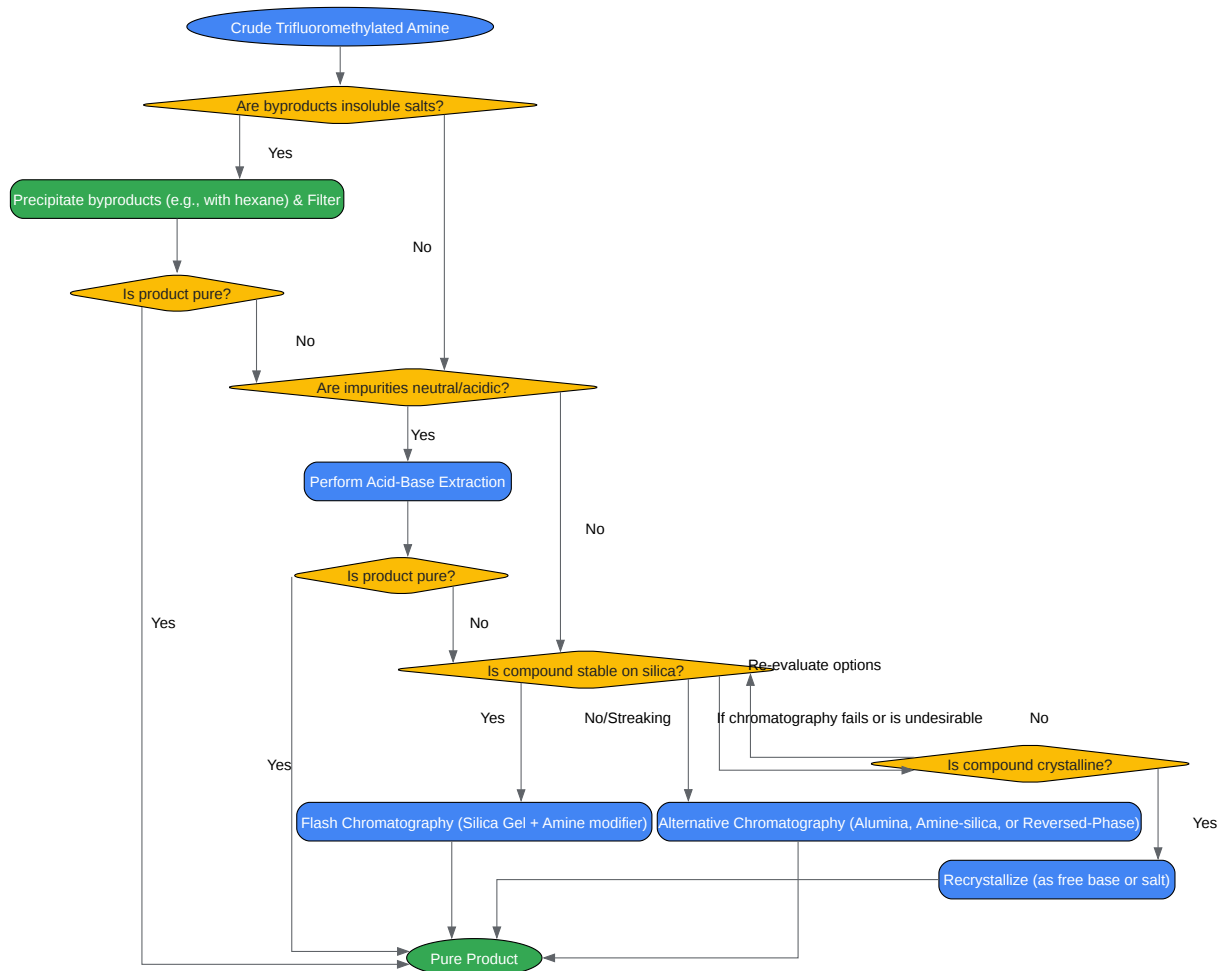 Crude Trifluoromethylated Amine
Are byproducts insoluble salts?
Yes
Precipitate byproducts (e.g., with hexane) & Filter
No
Is product pure?
No
Are impurities neutral/acidic?
Yes
Perform Acid-Base Extraction
No
Is product pure?
Yes
No
Is compound stable on silica?
Re-evaluate options
Yes
No/Streaking
If chromatography fails or is undesirable
No
Yes
Is compound crystalline?
Flash Chromatography (Silica Gel + Amine modifier)
Alternative Chromatography (Alumina, Amine-silica, or Reversed-Phase)
Yes
Recrystallize (as free base or salt)
Pure Product